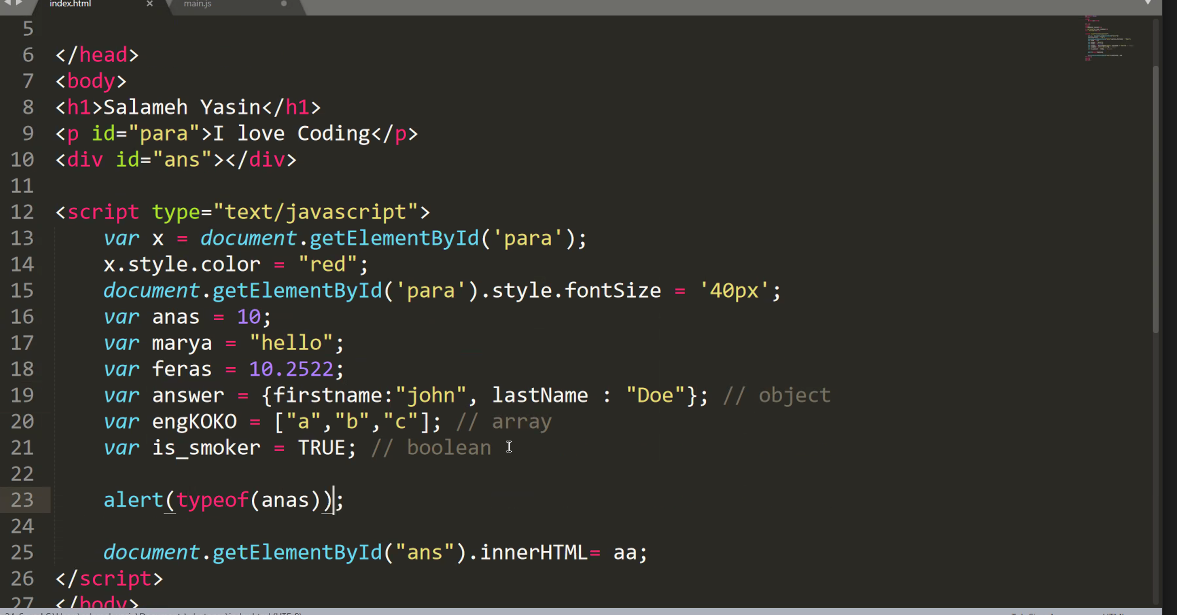 index.html × main.js
5
6 </head>
7 <body>
8 <h1>Salameh Yasin</h1>
9 <p id="para">I love Coding</p>
10 <div id="ans"></div>
11
12 <script type="text/javascript">
13 var x = document.getElementById('para');
14 x.style.color = "red";
15 document.getElementById('para').style.fontSize = '40px';
16 var anas = 10;
17 var marya = "hello";
18 var feras = 10.2522;
19 var answer = {firstname:"john", lastName : "Doe"}; // object
20 var engKOKO = ["a","b","c"]; // array
21 var is_smoker = TRUE; // boolean
22
23 alert(typeof(anas));
24
25 document.getElementById("ans").innerHTML= aa;
26 </script>
27 </body>